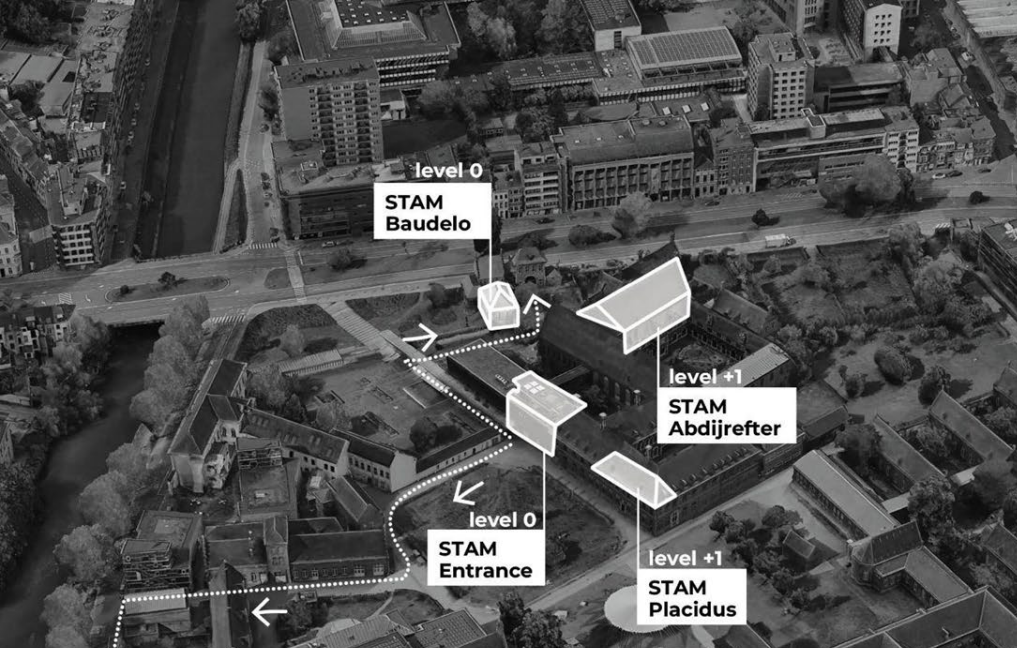 level 0
STAM
Baudelo
level +1
STAM
Abdijrefter
level 0
STAM
Entrance
level +1
STAM
Placidus